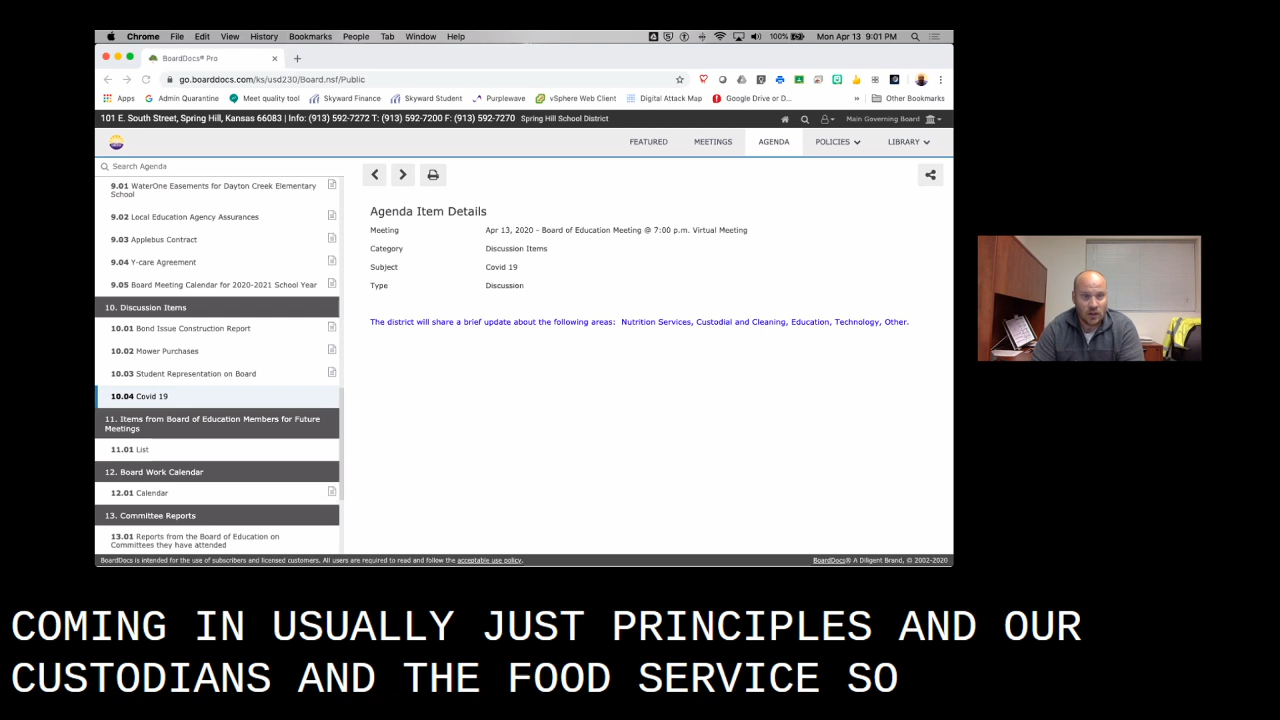 Chrome File Edit View History Bookmarks People Tab Window Help 100% Mon Apr 13 9:01 PM
BoardDocs® Pro
go.boarddocs.com/ks/usd230/Board.nsf/Public
Apps Admin Quarantine Meet quality tool Skyward Finance Skyward Student Purplewave vSphere Web Client Digital Attack Map Google Drive or D... » Other Bookmarks
101 E. South Street, Spring Hill, Kansas 66083 | Info: (913) 592-7272 T: (913) 592-7200 F: (913) 592-7270 Spring Hill School District Main Governing Board
FEATURED MEETINGS AGENDA POLICIES LIBRARY
Search Agenda
9.01 WaterOne Easements for Dayton Creek Elementary
School
9.02 Local Education Agency Assurances
9.03 Applebus Contract
9.04 Y-care Agreement
9.05 Board Meeting Calendar for 2020-2021 School Year
10. Discussion Items
10.01 Bond Issue Construction Report
10.02 Mower Purchases
10.03 Student Representation on Board
10.04 Covid 19
11. Items from Board of Education Members for Future
Meetings
11.01 List
12. Board Work Calendar
12.01 Calendar
13. Committee Reports
13.01 Reports from the Board of Education on
Committees they have attended
Agenda Item Details
Meeting Apr 13, 2020 - Board of Education Meeting @ 7:00 p.m. Virtual Meeting
Category Discussion Items
Subject Covid 19
Type Discussion
The district will share a brief update about the following areas: Nutrition Services, Custodial and Cleaning, Education, Technology, Other.
BoardDocs is intended for the use of subscribers and licensed customers. All users are required to read and follow the acceptable use policy. BoardDocs® A Diligent Brand, © 2002-2020
COMING IN USUALLY JUST PRINCIPLES AND OUR
CUSTODIANS AND THE FOOD SERVICE SO